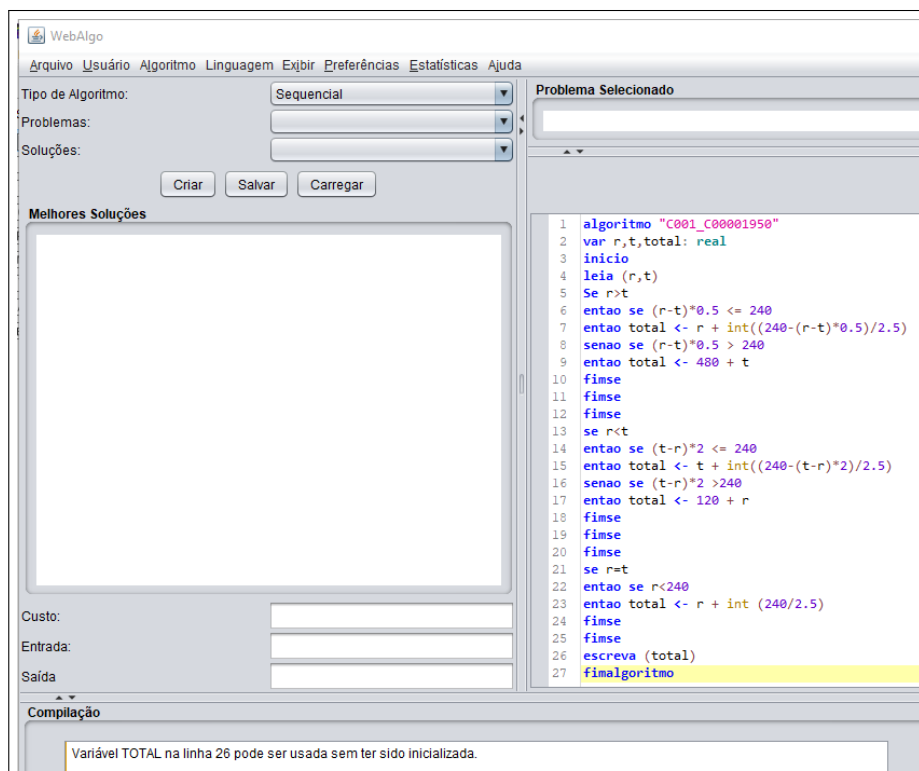 WebAlgo
Arquivo Usuário Algoritmo Linguagem Exibir Preferências Estatísticas Ajuda
Tipo de Algoritmo: Sequencial
Problemas:
Soluções:
Criar Salvar Carregar
Melhores Soluções
Custo:
Entrada:
Saída
Problema Selecionado
1 algoritmo "C001_C00001950"
2 var r,t,total: real
3 inicio
4 leia (r,t)
5 Se r>t
6 entao se (r-t)*0.5 <= 240
7 entao total <- r + int((240-(r-t)*0.5)/2.5)
8 senao se (r-t)*0.5 > 240
9 entao total <- 480 + t
10 fimse
11 fimse
12 fimse
13 se r<t
14 entao se (t-r)*2 <= 240
15 entao total <- t + int((240-(t-r)*2)/2.5)
16 senao se (t-r)*2 >240
17 entao total <- 120 + r
18 fimse
19 fimse
20 fimse
21 se r=t
22 entao se r<240
23 entao total <- r + int (240/2.5)
24 fimse
25 fimse
26 escreva (total)
27 fimalgoritmo
Compilação
Variável TOTAL na linha 26 pode ser usada sem ter sido inicializada.